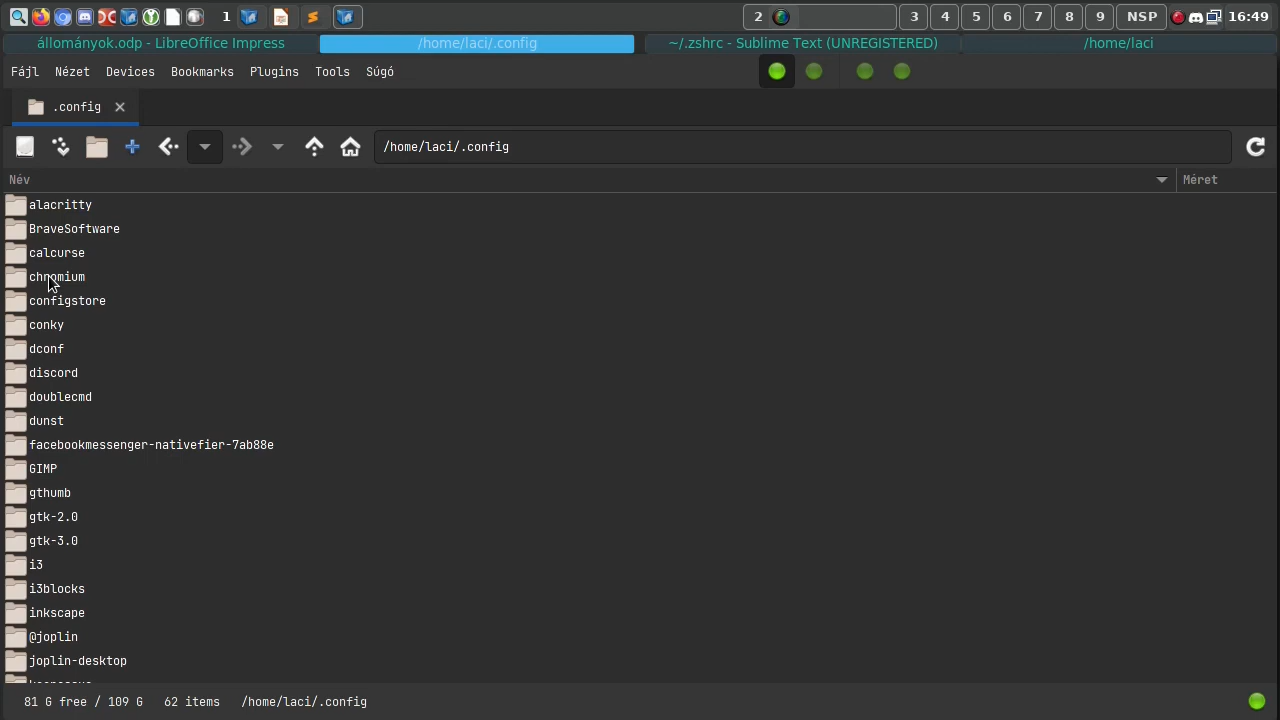 1
2
3
4
5
6
7
8
9
NSP
16:49
állományok.odp - LibreOffice Impress
/home/laci/.config
~/.zshrc - Sublime Text (UNREGISTERED)
/home/laci
Fájl Nézet Devices Bookmarks Plugins Tools Súgó
.config
/home/laci/.config
Név
Méret
alacritty
BraveSoftware
calcurse
chromium
configstore
conky
dconf
discord
doublecmd
dunst
facebookmessenger-nativefier-7ab88e
GIMP
gthumb
gtk-2.0
gtk-3.0
i3
i3blocks
inkscape
@joplin
joplin-desktop
81 G free / 109 G 62 items /home/laci/.config